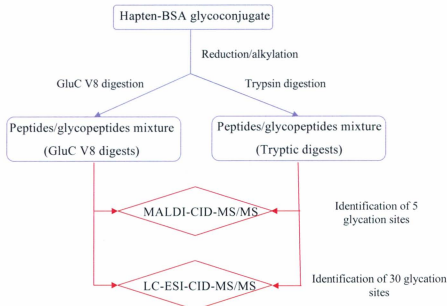 Hapten-BSA glycoconjugate
Reduction/alkylation
GluC V8 digestion
Trypsin digestion
Peptides/glycopeptides mixture
(GluC V8 digests)
Peptides/glycopeptides mixture
(Tryptic digests)
MALDI-CID-MS/MS
Identification of 5
glycation sites
LC-ESI-CID-MS/MS
Identification of 30 glycation
sites